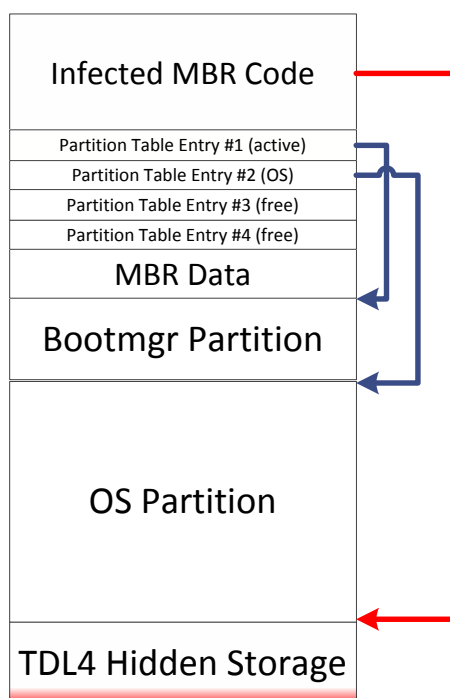 Infected MBR Code
Partition Table Entry #1 (active)
Partition Table Entry #2 (OS)
Partition Table Entry #3 (free)
Partition Table Entry #4 (free)
MBR Data
Bootmgr Partition
OS Partition
TDL4 Hidden Storage